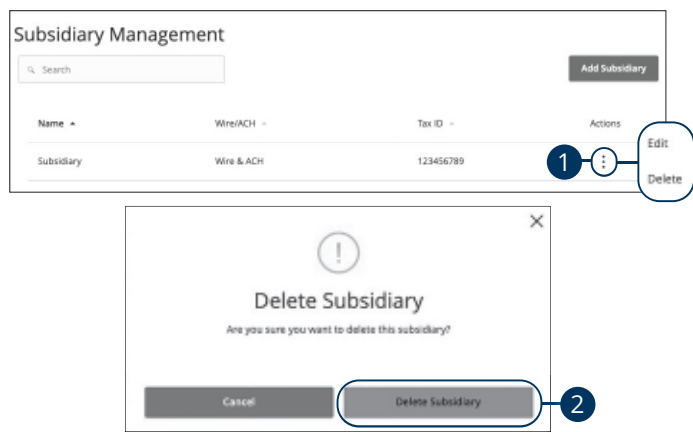 Subsidiary Management
Search
Add Subsidiary
Name Wire/ACH Tax ID Actions
Subsidiary Wire & ACH 123456789
1
Edit
Delete
Delete Subsidiary
Are you sure you want to delete this subsidiary?
Cancel
Delete Subsidiary
2